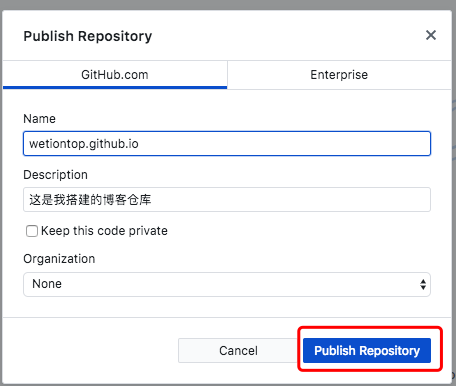 Publish Repository
GitHub.com
Enterprise
Name
wetiontop.github.io
Description
这是我搭建的博客仓库
Keep this code private
Organization
None
Cancel
Publish Repository